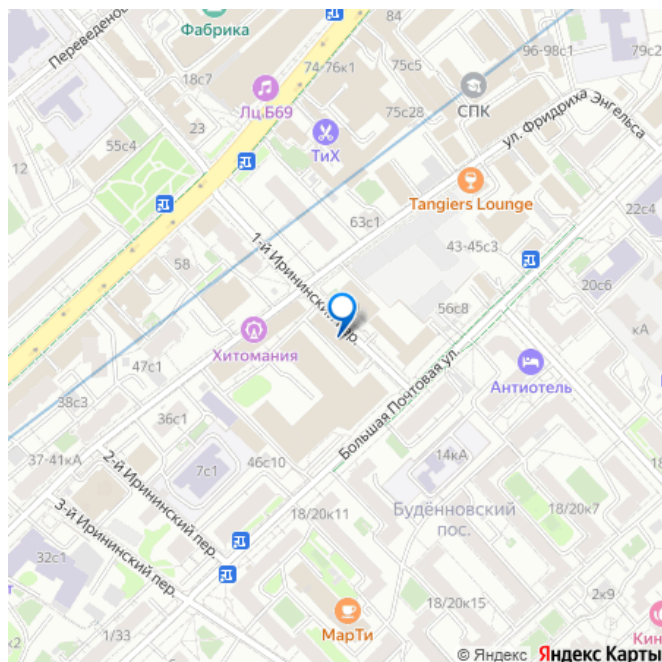 84
79с2
Фабрика
96-98с1
74-76к1
75с5
18с7
Лц.Б69
СПК
75с28
ул. Фридриха Энгельса
23
ТиХ
55с4
12
Tangiers Lounge
22с4
63с1
1-й Ирининский пер.
43-45с3
58
20с6
56с8
кА
Хитомания
47с1
Антиотель
38с3
Большая Почтовая ул.
36с1
14кА
37-41кА
2-й Ирининский пер.
7с1
46с10
18/20к7
3-й Ирининский пер.
18/20к11
Будённовский
пос.
32с1
2к9
18/20к15
МарТи
1/33
© Яндекс Яндекс Карты